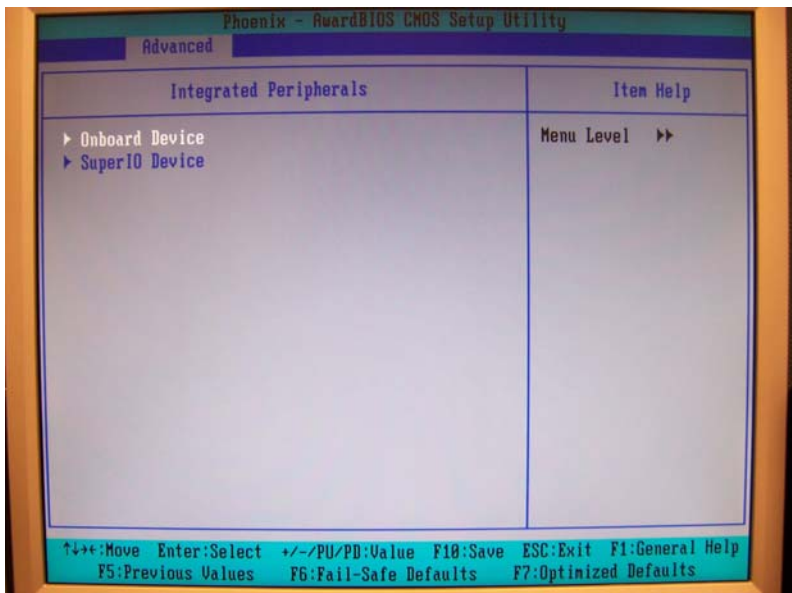 Phoenix - AwardBIOS CMOS Setup Utility
Advanced
Integrated Peripherals
Item Help
▶ Onboard Device
▶ SuperIO Device
Menu Level ▶▶
↑↓→←:Move Enter:Select +/-/PU/PD:Value F10:Save ESC:Exit F1:General Help
F5:Previous Values F6:Fail-Safe Defaults F7:Optimized Defaults